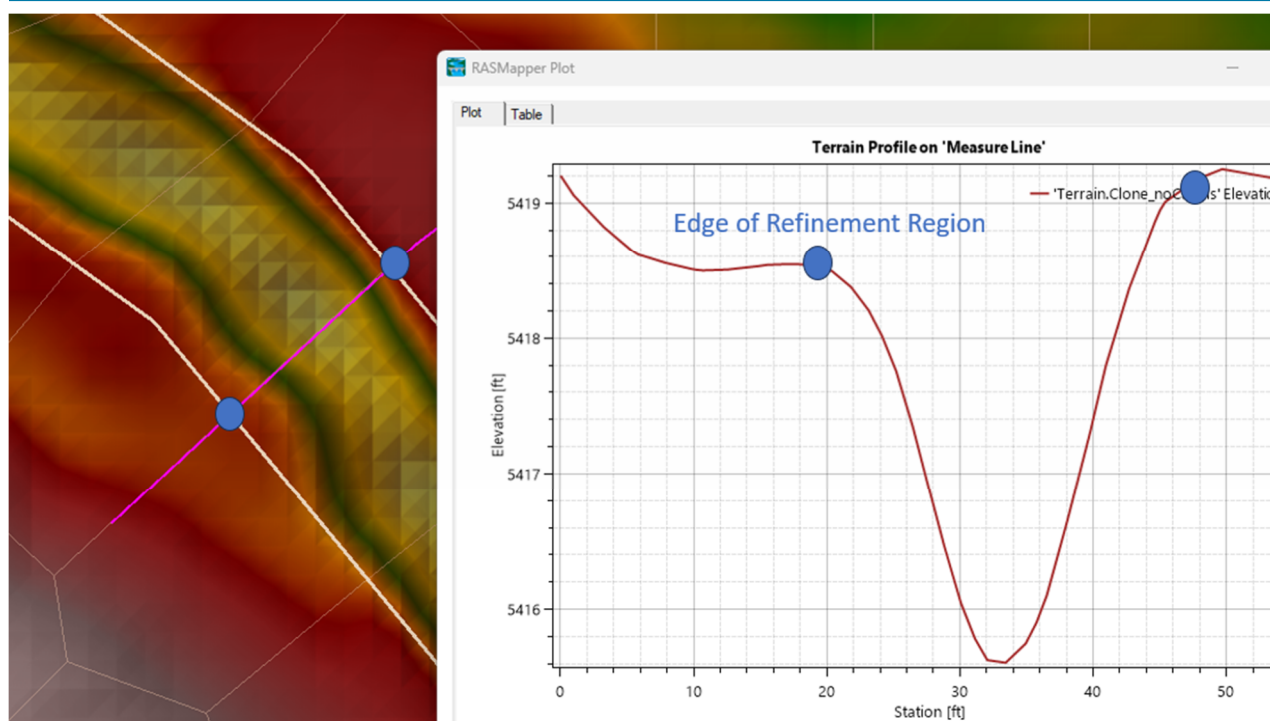 RASMapper Plot
Plot
Table
Terrain Profile on 'Measure Line'
'Terrain.Clone_noC
s' Elevatio
Edge of Refinement Region
5419
5418
5417
5416
Elevation [ft]
0
10
20
30
40
50
Station [ft]